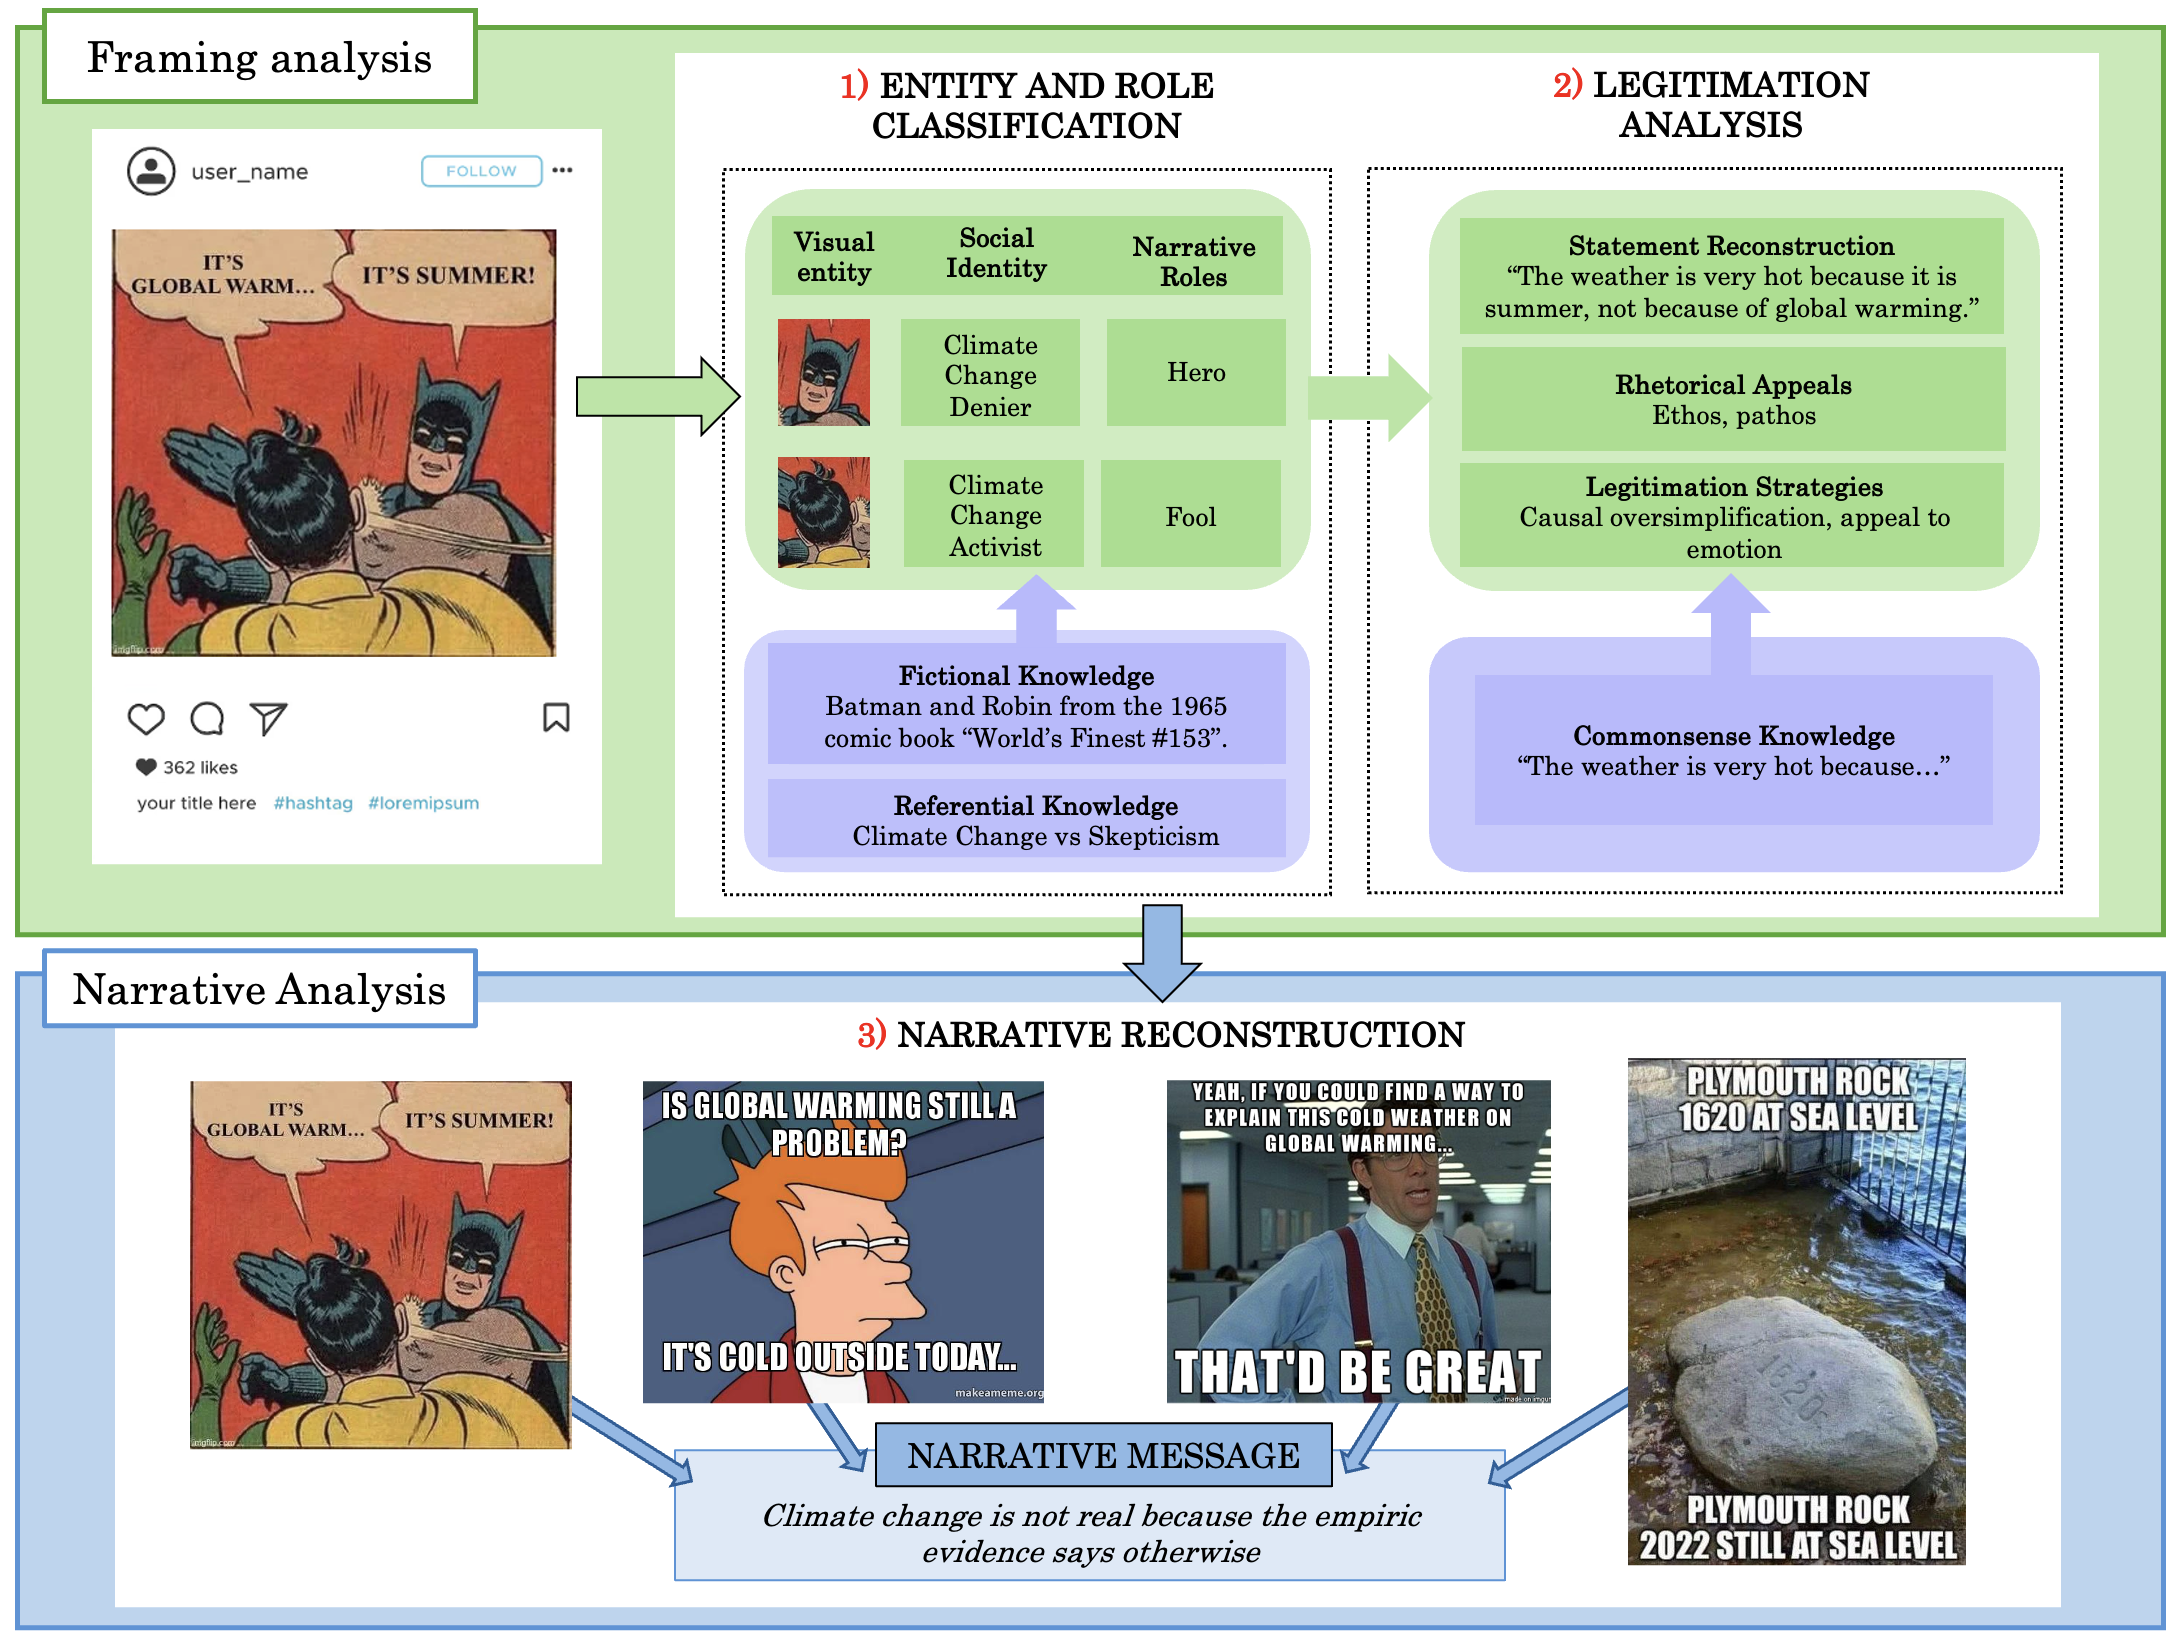 Framing analysis
user_name
FOLLOW
IT'S
GLOBAL WARM...
IT'S SUMMER!
imgflip.com
362 likes
your title here #hashtag #loremipsum
1) ENTITY AND ROLE
CLASSIFICATION
Visual
entity
Social
Identity
Narrative
Roles
Climate
Change
Denier
Hero
Climate
Change
Activist
Fool
Fictional Knowledge
Batman and Robin from the 1965
comic book “World’s Finest #153”.
Referential Knowledge
Climate Change vs Skepticism
2) LEGITIMATION
ANALYSIS
Statement Reconstruction
“The weather is very hot because it is
summer, not because of global warming.”
Rhetorical Appeals
Ethos, pathos
Legitimation Strategies
Causal oversimplification, appeal to
emotion
Commonsense Knowledge
“The weather is very hot because...”
Narrative Analysis
3) NARRATIVE RECONSTRUCTION
IT'S
GLOBAL WARM...
IT'S SUMMER!
imgflip.com
IS GLOBAL WARMING STILL A
PROBLEM?
IT'S COLD OUTSIDE TODAY...
makeameme.org
YEAH, IF YOU COULD FIND A WAY TO
EXPLAIN THIS COLD WEATHER ON
GLOBAL WARMING...
THAT'D BE GREAT
made on imgur
PLYMOUTH ROCK
1620 AT SEA LEVEL
1620
PLYMOUTH ROCK
2022 STILL AT SEA LEVEL
NARRATIVE MESSAGE
Climate change is not real because the empiric
evidence says otherwise